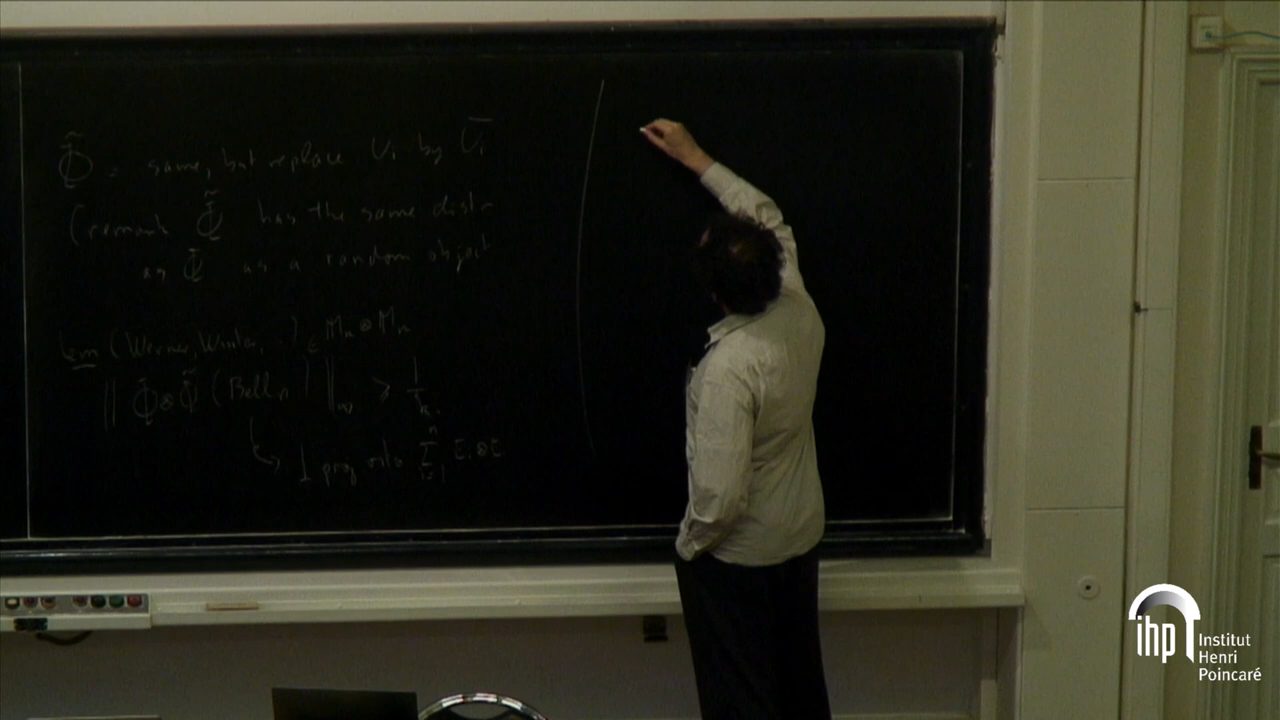 Φ̃ = same, but replace Uᵢ by Ūᵢ
(remark Φ̃ has the same distr
as Φ as a random object
Lem (Werner, Winter, ..) ∈ Mₙ ⊗ Mₙ
|| Φ ⊗ Φ̃ (Bellₙ) ||∞ ≥ 1/k.
↳ ⊥ proj onto Σᵢ₌₁ⁿ Eᵢ ⊗ E
ihp
Institut
Henri
Poincaré